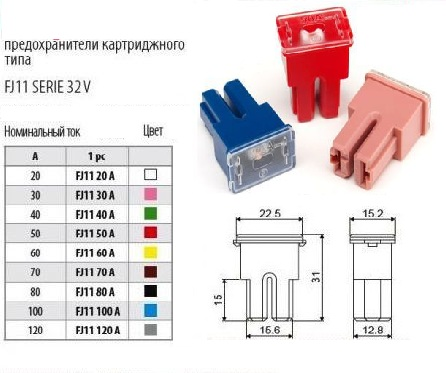 предохранители картриджного
типа
FJ11 SERIE 32 V
Номинальный ток Цвет
A 1 pc
20 FJ11 20 A
30 FJ11 30 A
40 FJ11 40 A
50 FJ11 50 A
60 FJ11 60 A
70 FJ11 70 A
80 FJ11 80 A
100 FJ11 100 A
120 FJ11 120 A
22.5 15.2
15
31
15.6 12.8